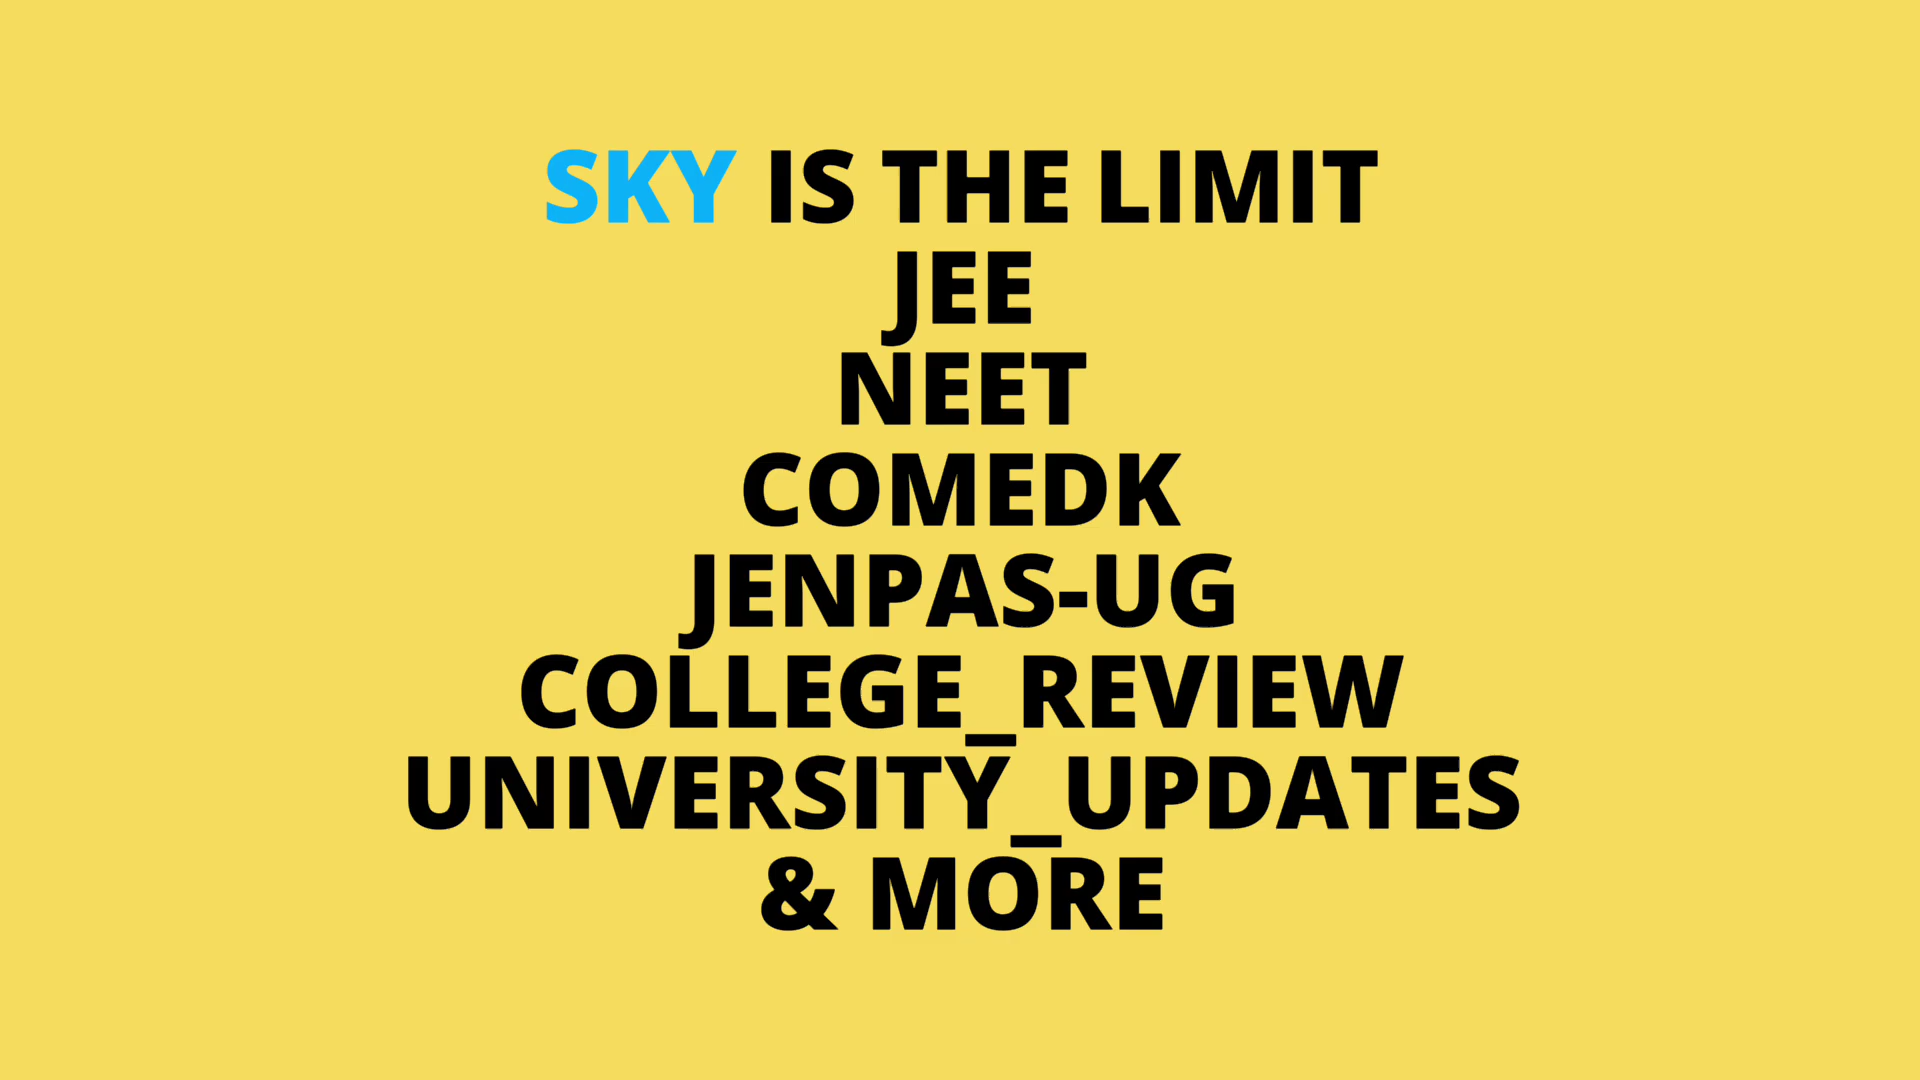 SKY IS THE LIMIT
JEE
NEET
COMEDK
JENPAS-UG
COLLEGE_REVIEW
UNIVERSITY_UPDATES
& MORE